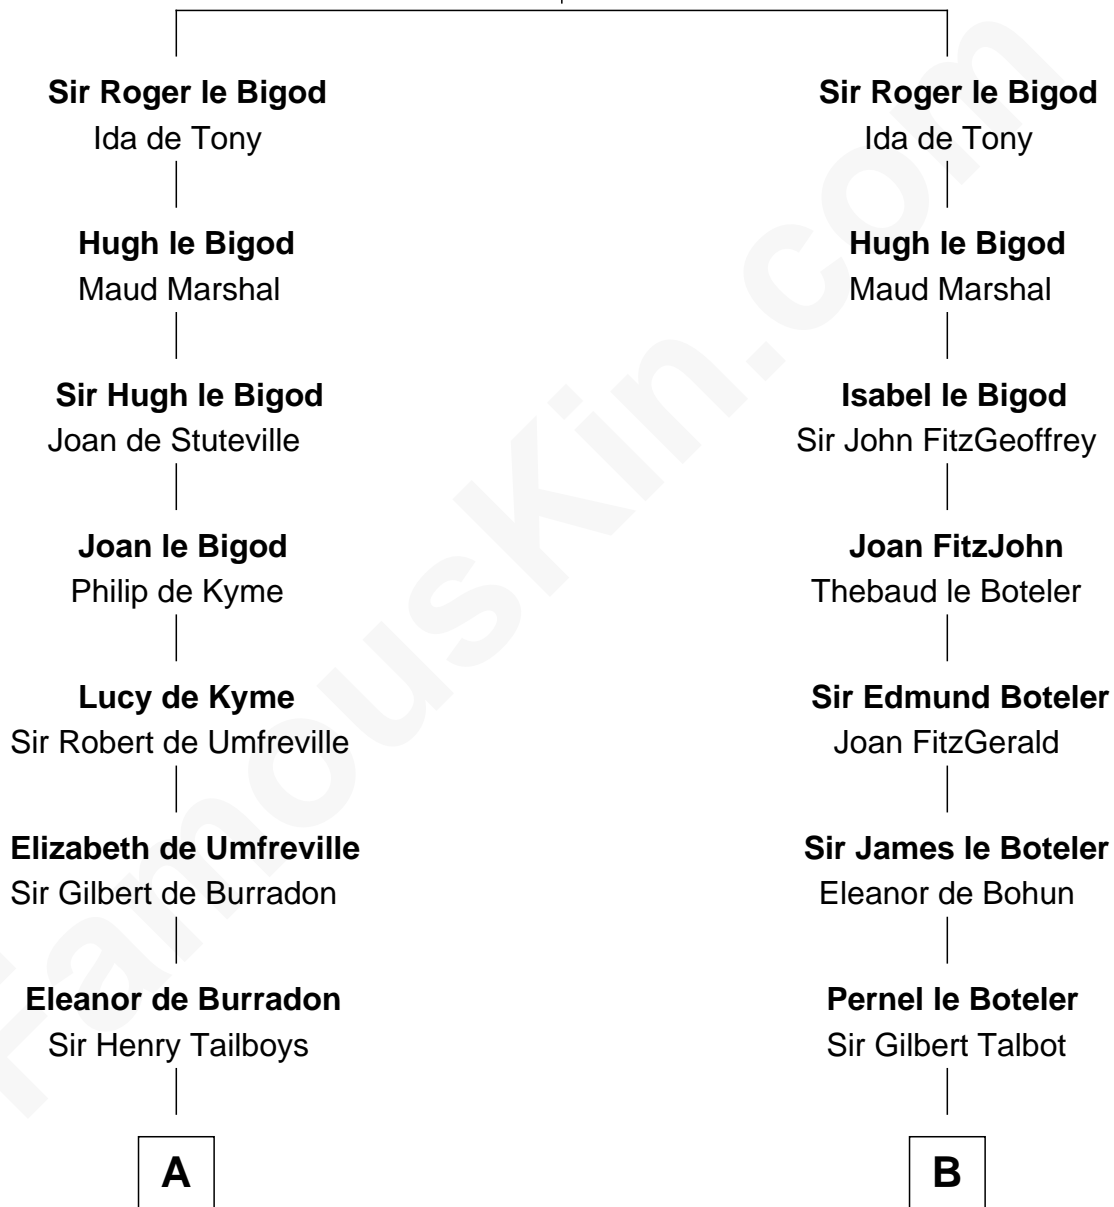 Sir Roger le Bigod
Ida de Tony
Hugh le Bigod
Maud Marshal
Sir Hugh le Bigod
Joan de Stuteville
Joan le Bigod
Philip de Kyme
Lucy de Kyme
Sir Robert de Umfreville
Elizabeth de Umfreville
Sir Gilbert de Burradon
Eleanor de Burradon
Sir Henry Tailboys
A
Sir Roger le Bigod
Ida de Tony
Hugh le Bigod
Maud Marshal
Isabel le Bigod
Sir John FitzGeoffrey
Joan FitzJohn
Thebaud le Boteler
Sir Edmund Boteler
Joan FitzGerald
Sir James le Boteler
Eleanor de Bohun
Pernel le Boteler
Sir Gilbert Talbot
B
FamousKin.com